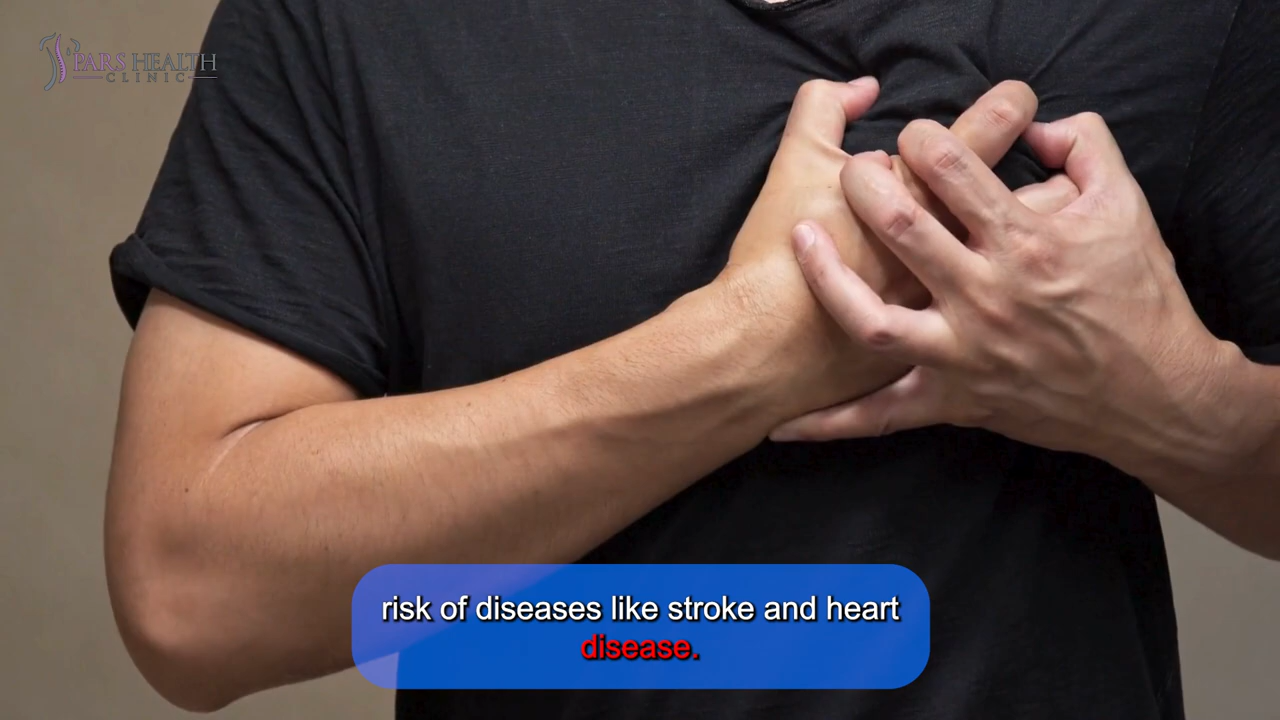 PARS HEALTH
CLINIC
risk of diseases like stroke and heart
disease.